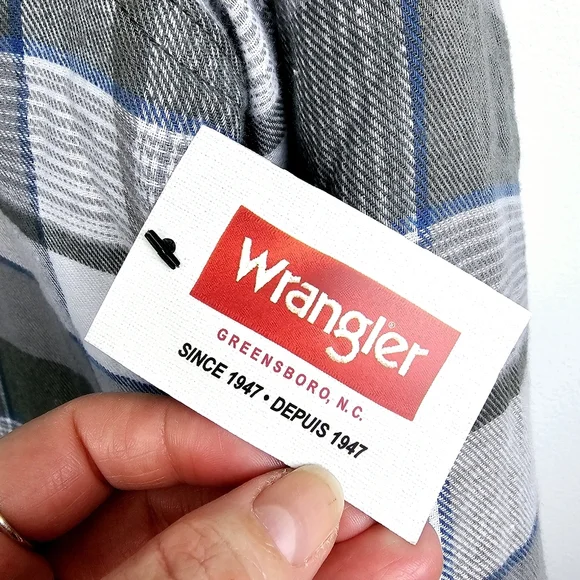 Wrangler®
GREENSBORO, N.C.
SINCE 1947 • DEPUIS 1947